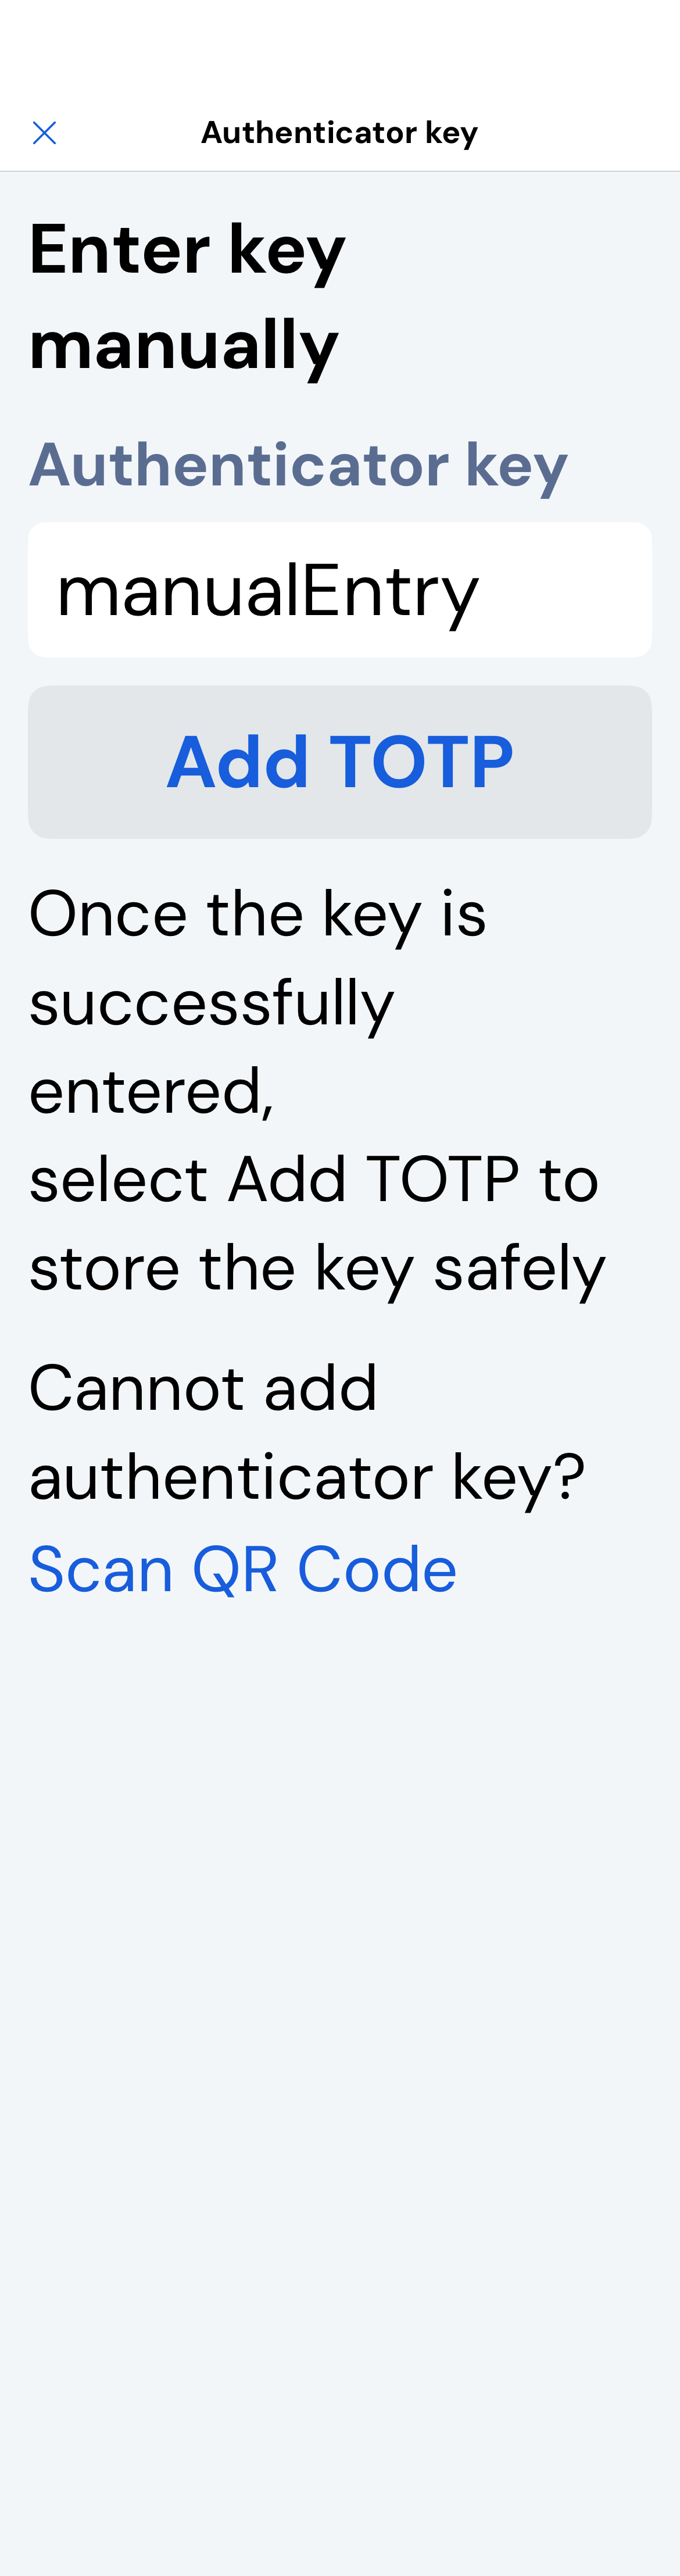 Authenticator key
Enter key
manually
Authenticator key
manualEntry
Add TOTP
Once the key is
successfully
entered,
select Add TOTP to
store the key safely
Cannot add
authenticator key?
Scan QR Code